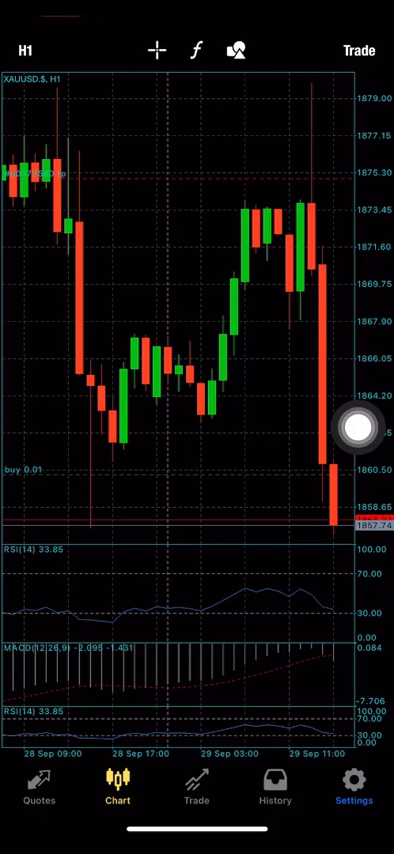 H1
Trade
XAUUSD.$, H1
1879.00
1877.15
1875.30
1873.45
1871.60
1869.75
1867.90
1866.05
1864.20
buy 0.01
1860.50
1858.65
1857.74
RSI(14) 33.85
100.00
70.00
30.00
0.00
MACD(12,26,9) -2.095 -1.431
0.084
-7.706
RSI(14) 33.85
100.00
70.00
30.00
0.00
28 Sep 09:00
28 Sep 17:00
29 Sep 03:00
29 Sep 11:00
Quotes
Chart
Trade
History
Settings